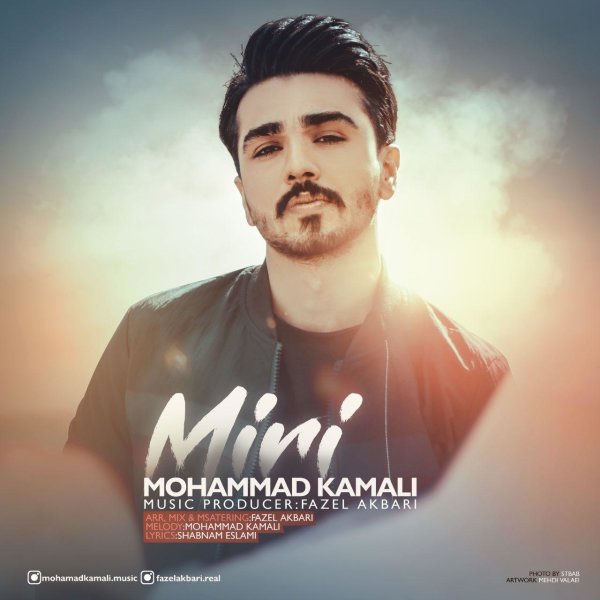 Miri
MOHAMMAD KAMALI
MUSIC PRODUCER:FAZEL AKBARI
ARR, MIX & MSATERING:FAZEL AKBARI
MELODY:MOHAMMAD KAMALI
LYRICS:SHABNAM ESLAMI
mohamadkamali.music fazelakbari.real
PHOTO BY STBAB
ARTWORK MEHDI VALAEI